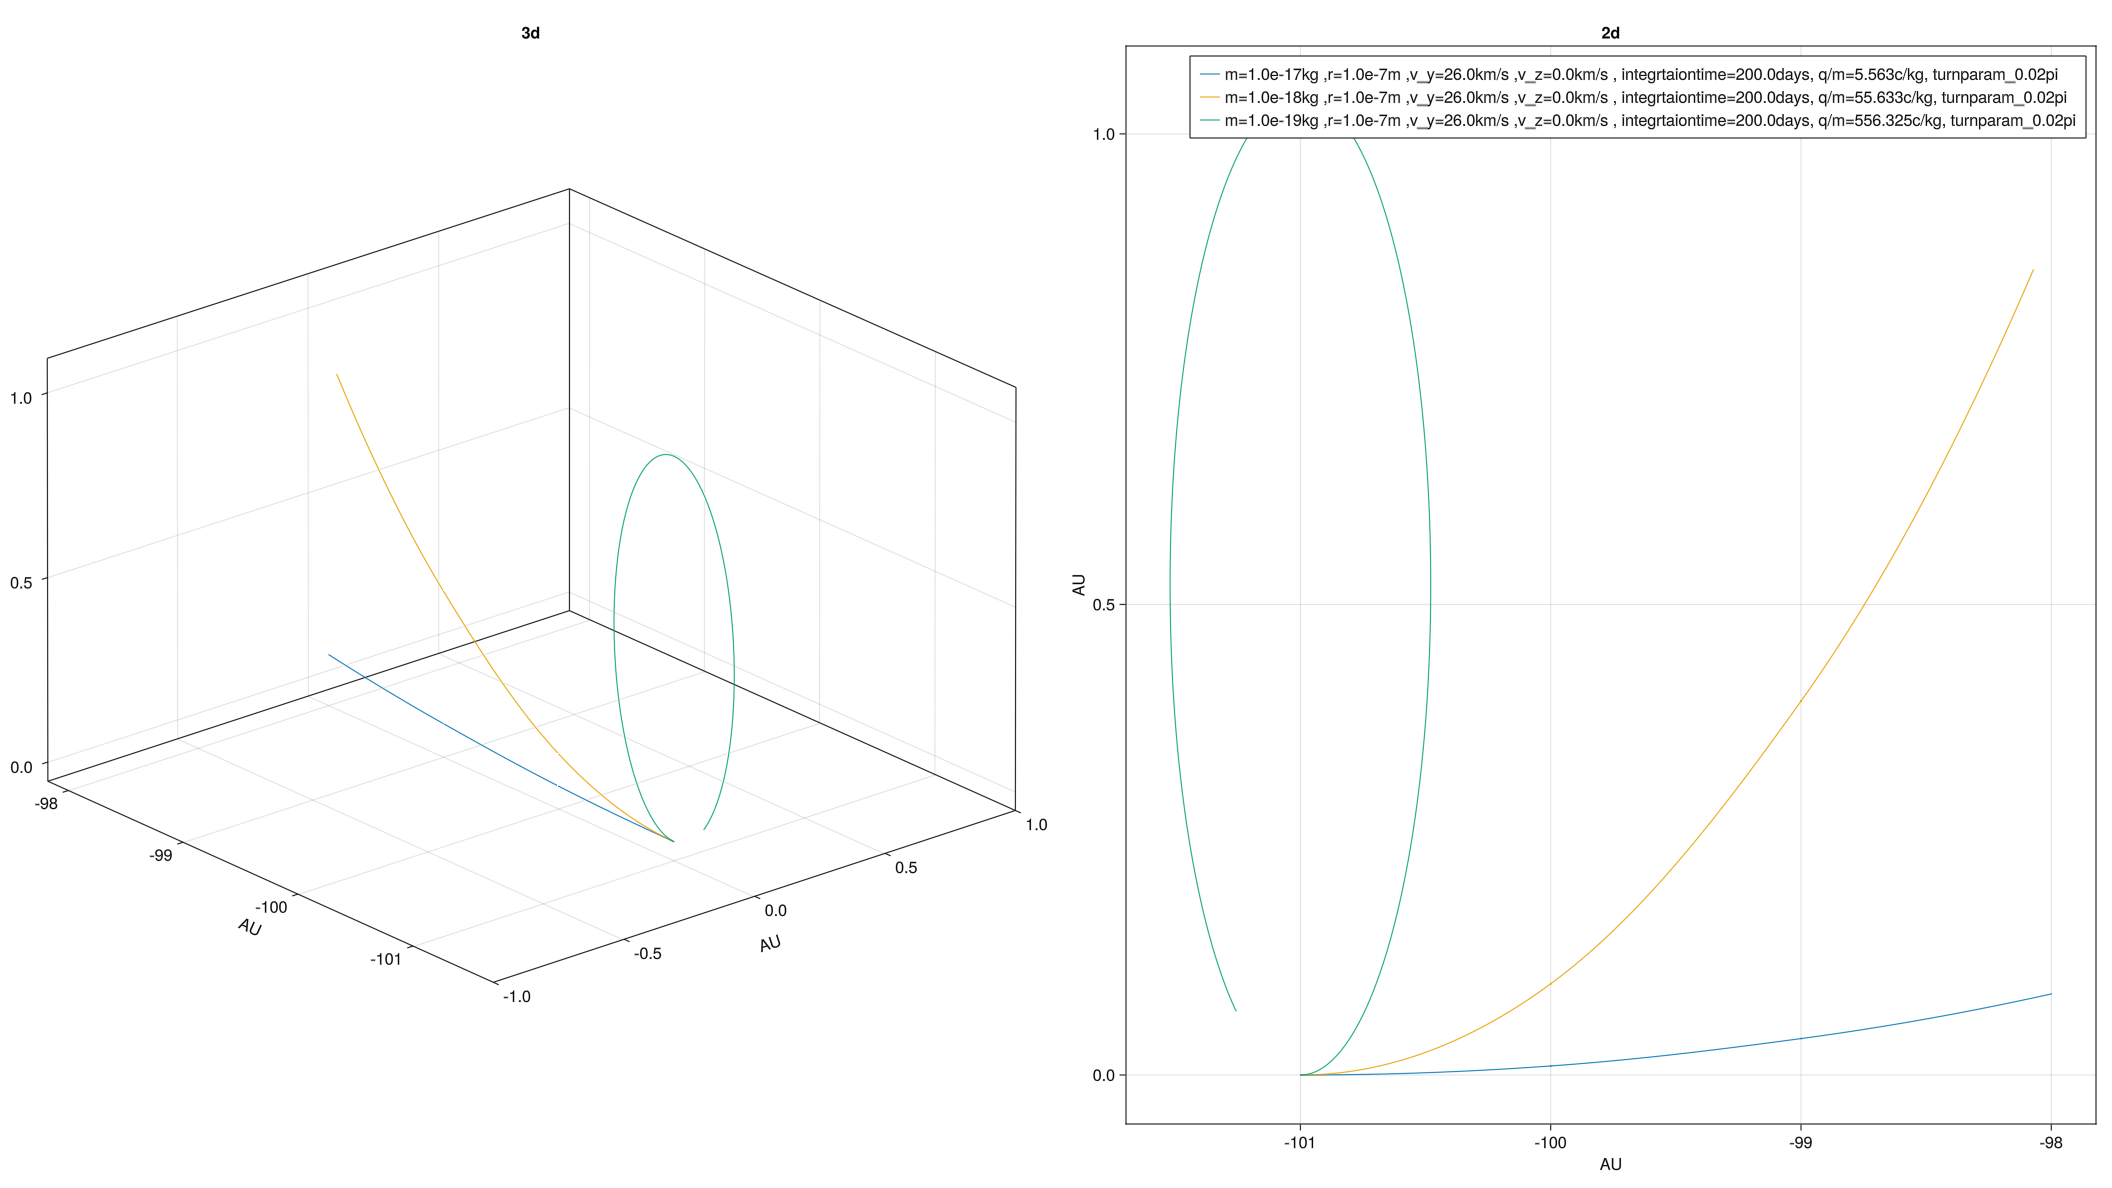 3d
1.0
0.5
0.0
-98
-99
-100
-101
AU
-1.0
-0.5
0.0
0.5
1.0
AU
2d
m=1.0e-17kg ,r=1.0e-7m ,v_y=26.0km/s ,v_z=0.0km/s , integrtaiontime=200.0days, q/m=5.563c/kg, turnparam_0.02pi
m=1.0e-18kg ,r=1.0e-7m ,v_y=26.0km/s ,v_z=0.0km/s , integrtaiontime=200.0days, q/m=55.633c/kg, turnparam_0.02pi
m=1.0e-19kg ,r=1.0e-7m ,v_y=26.0km/s ,v_z=0.0km/s , integrtaiontime=200.0days, q/m=556.325c/kg, turnparam_0.02pi
1.0
AU
0.5
0.0
-101
-100
-99
-98
AU